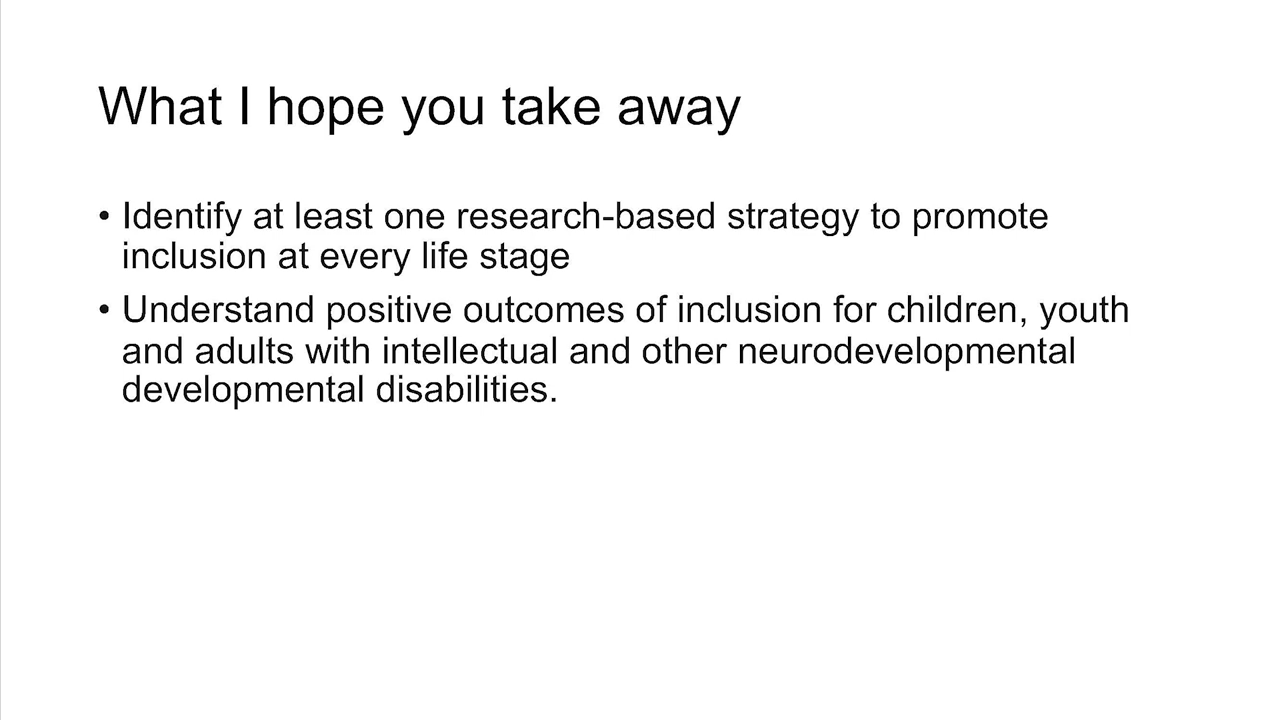 What I hope you take away
• Identify at least one research-based strategy to promote
inclusion at every life stage
• Understand positive outcomes of inclusion for children, youth
and adults with intellectual and other neurodevelopmental
developmental disabilities.